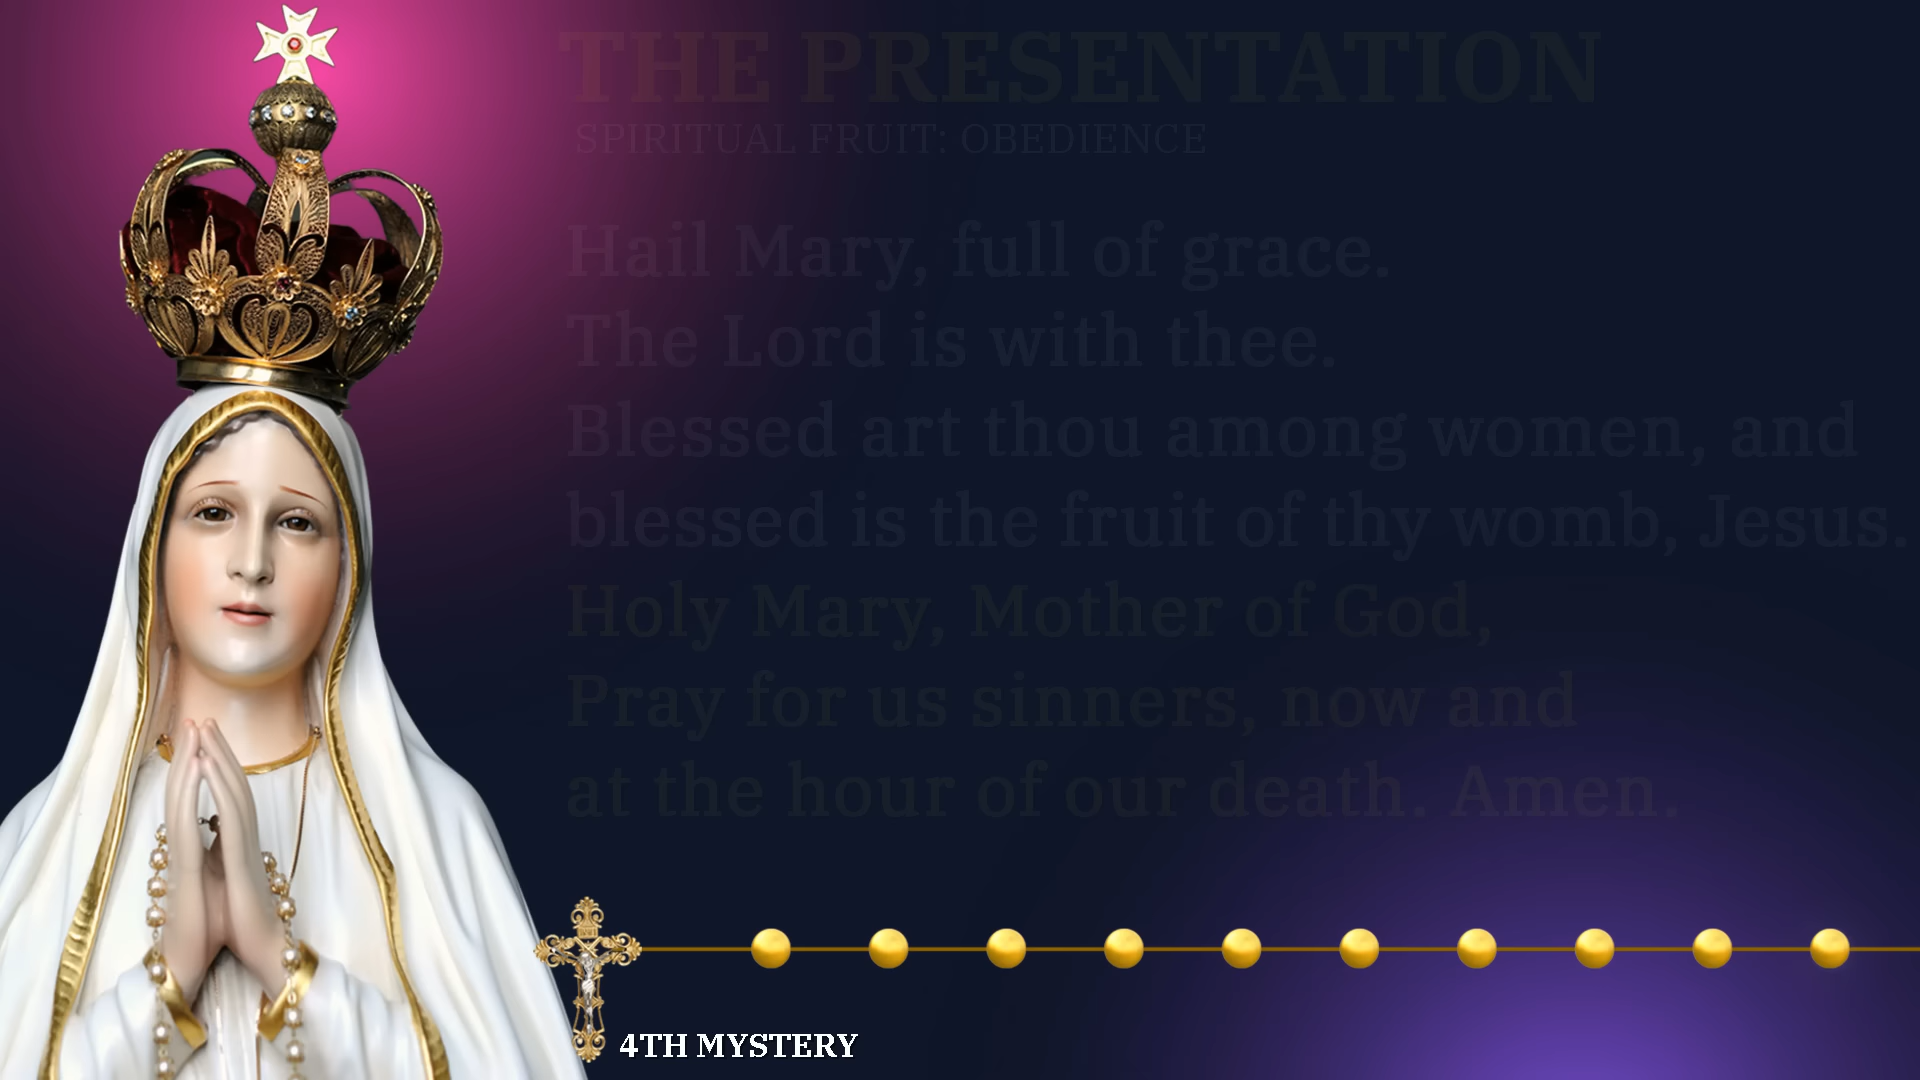 THE PRESENTATION
SPIRITUAL FRUIT: OBEDIENCE
Hail Mary, full of grace.
The Lord is with thee.
Blessed art thou among women, and
blessed is the fruit of thy womb, Jesus.
Holy Mary, Mother of God,
Pray for us sinners, now and
at the hour of our death. Amen.
4TH MYSTERY